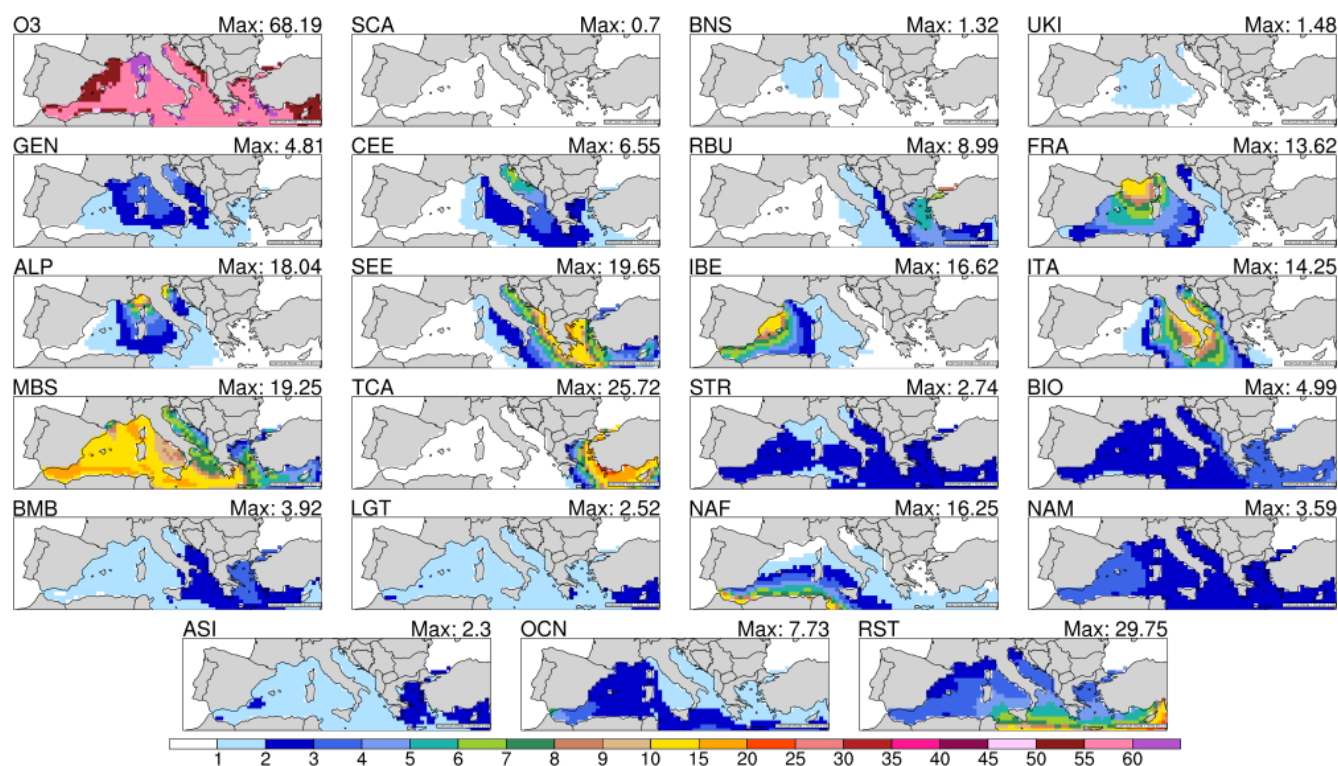 O3 Max: 68.19 SCA Max: 0.7 BNS Max: 1.32 UKI Max: 1.48
GEN Max: 4.81 CEE Max: 6.55 RBU Max: 8.99 FRA Max: 13.62
ALP Max: 18.04 SEE Max: 19.65 IBE Max: 16.62 ITA Max: 14.25
MBS Max: 19.25 TCA Max: 25.72 STR Max: 2.74 BIO Max: 4.99
BMB Max: 3.92 LGT Max: 2.52 NAF Max: 16.25 NAM Max: 3.59
ASI Max: 2.3 OCN Max: 7.73 RST Max: 29.75
1 2 3 4 5 6 7 8 9 10 15 20 25 30 35 40 45 50 55 60